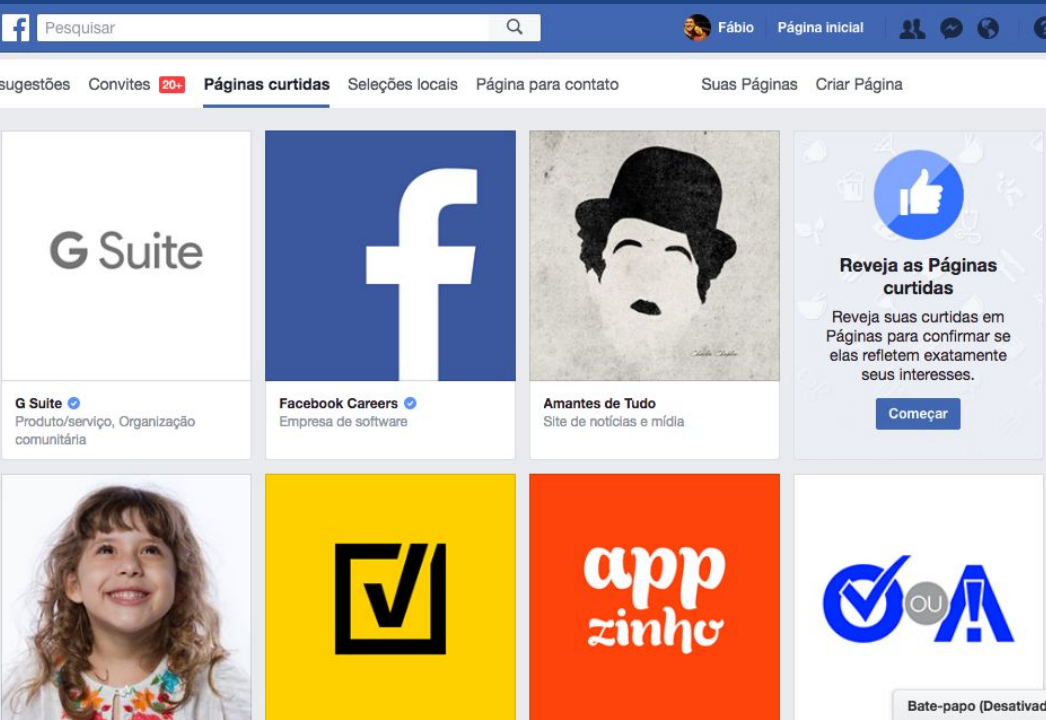 Pesquisar
Fábio
Página inicial
sugestões
Convites 20+
Páginas curtidas
Seleções locais
Página para contato
Suas Páginas
Criar Página
G Suite
Reveja as Páginas
curtidas
Reveja suas curtidas em
Páginas para confirmar se
elas refletem exatamente
seus interesses.
Começar
G Suite
Produto/serviço, Organização
comunitária
Facebook Careers
Empresa de software
Amantes de Tudo
Site de notícias e mídia
app
zinho
OU
Bate-papo (Desativad